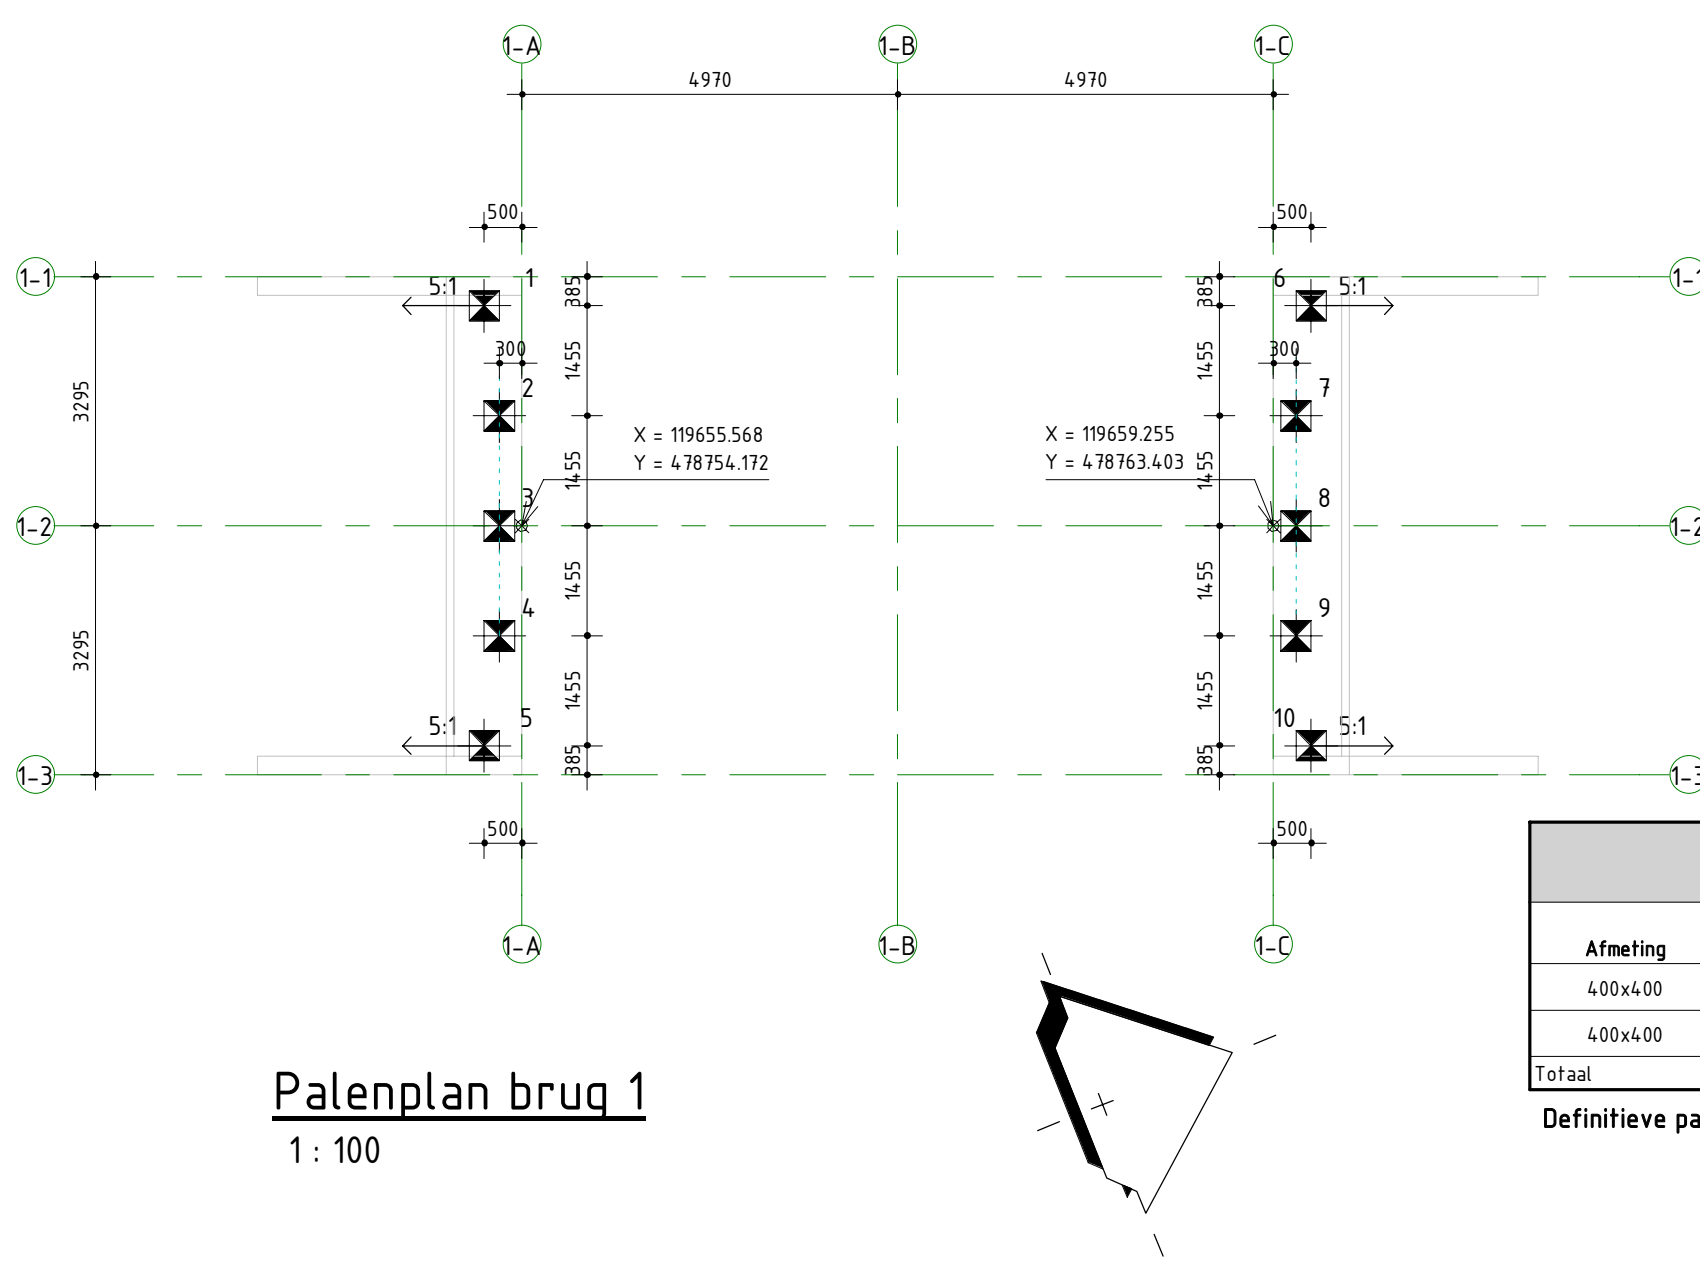 1-A 1-B 1-C
4970 4970
500 500
1-1 1 6 1-1
5:1 385 385 5:1
300 1455 1455 300
3295 2 7
X = 119655.568 X = 119659.255
Y = 478754.172 Y = 478763.403
1455 1455
3 8
1-2 1-2
1455 1455
4 9
3295 1455 1455
5:1 5 10 5:1
385 385
1-3 1-3
500 500
1-A 1-B 1-C
Afmeting
400x400
400x400
Totaal
Definitieve pa
Palenplan brug 1
1 : 100